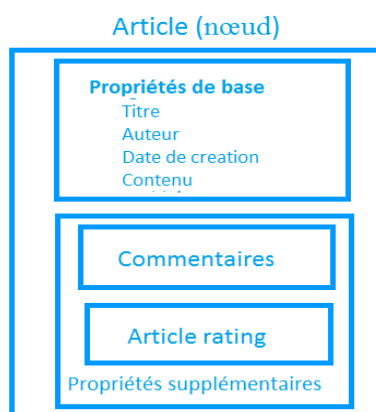 Article (nœud)
Propriétés de base
Titre
Auteur
Date de creation
Contenu
Commentaires
Article rating
Propriétés supplémentaires